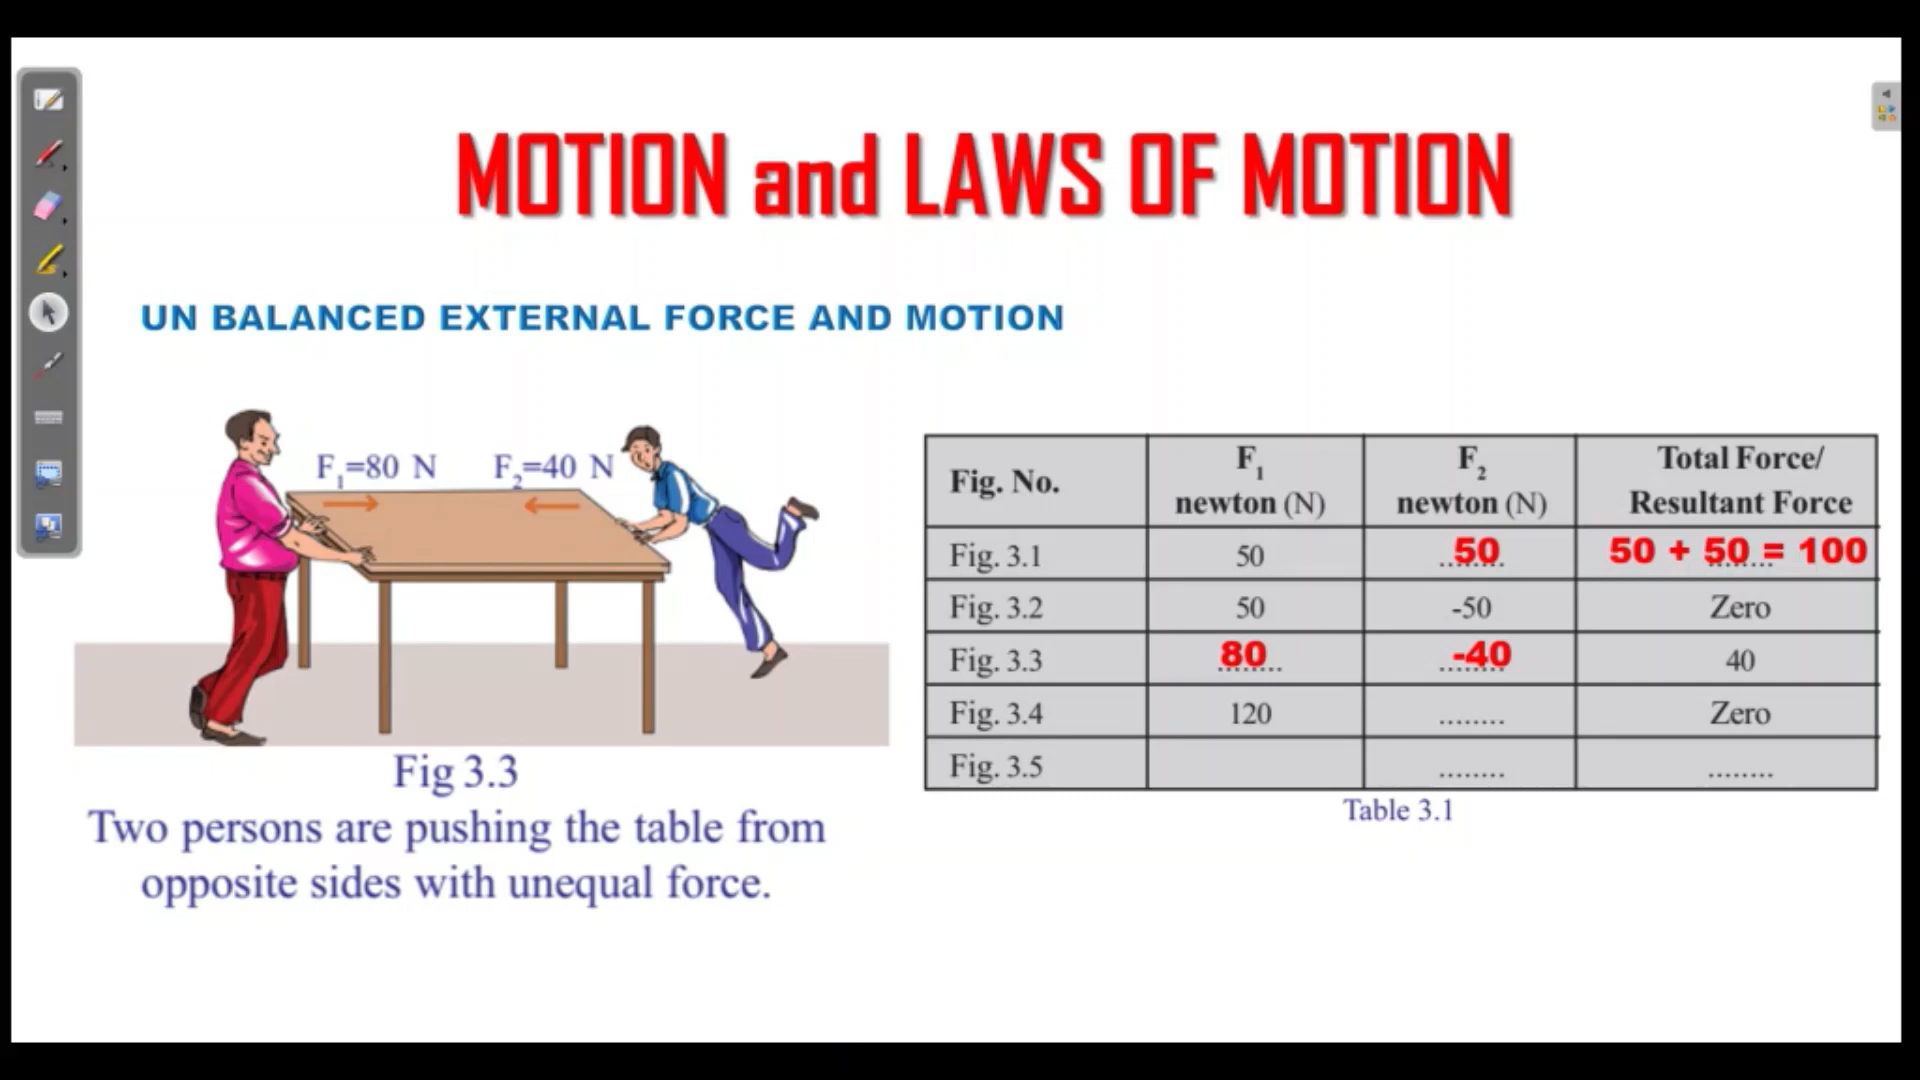 MOTION and LAWS OF MOTION
UN BALANCED EXTERNAL FORCE AND MOTION
F₁=80 N F₂=40 N
Fig 3.3
Two persons are pushing the table from
opposite sides with unequal force.
Fig. No. F₁ newton (N) F₂ newton (N) Total Force/ Resultant Force
Fig. 3.1 50 50 50 + 50 = 100
Fig. 3.2 50 -50 Zero
Fig. 3.3 80 -40 40
Fig. 3.4 120 ........ Zero
Fig. 3.5 ........ ........
Table 3.1